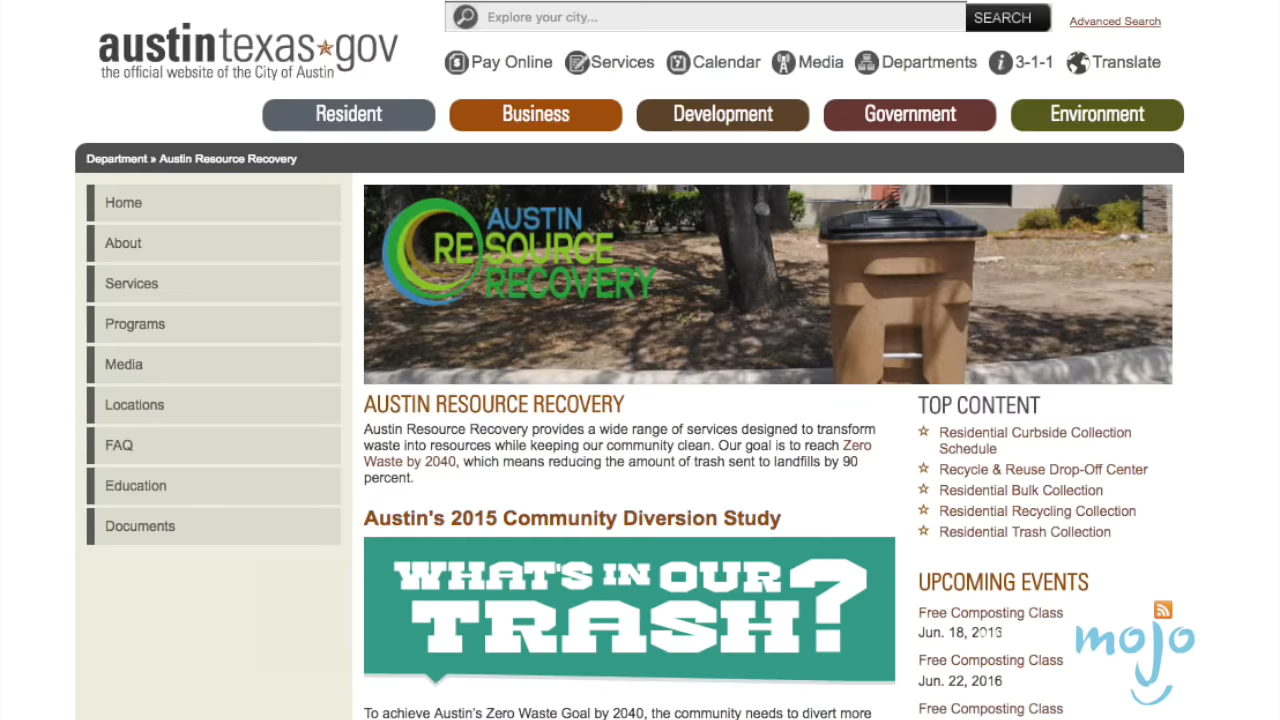 austintexas.gov
the official website of the City of Austin
Explore your city...
SEARCH
Advanced Search
Pay Online
Services
Calendar
Media
Departments
3-1-1
Translate
Resident
Business
Development
Government
Environment
Department » Austin Resource Recovery
Home
About
Services
Programs
Media
Locations
FAQ
Education
Documents
AUSTIN
RESOURCE
RECOVERY
AUSTIN RESOURCE RECOVERY
Austin Resource Recovery provides a wide range of services designed to transform
waste into resources while keeping our community clean. Our goal is to reach Zero
Waste by 2040, which means reducing the amount of trash sent to landfills by 90
percent.
Austin's 2015 Community Diversion Study
WHAT'S IN OUR
TRASH?
To achieve Austin's Zero Waste Goal by 2040, the community needs to divert more
TOP CONTENT
Residential Curbside Collection
Schedule
Recycle & Reuse Drop-Off Center
Residential Bulk Collection
Residential Recycling Collection
Residential Trash Collection
UPCOMING EVENTS
Free Composting Class
Jun. 18, 2016
Free Composting Class
Jun. 22, 2016
Free Composting Class
mojo